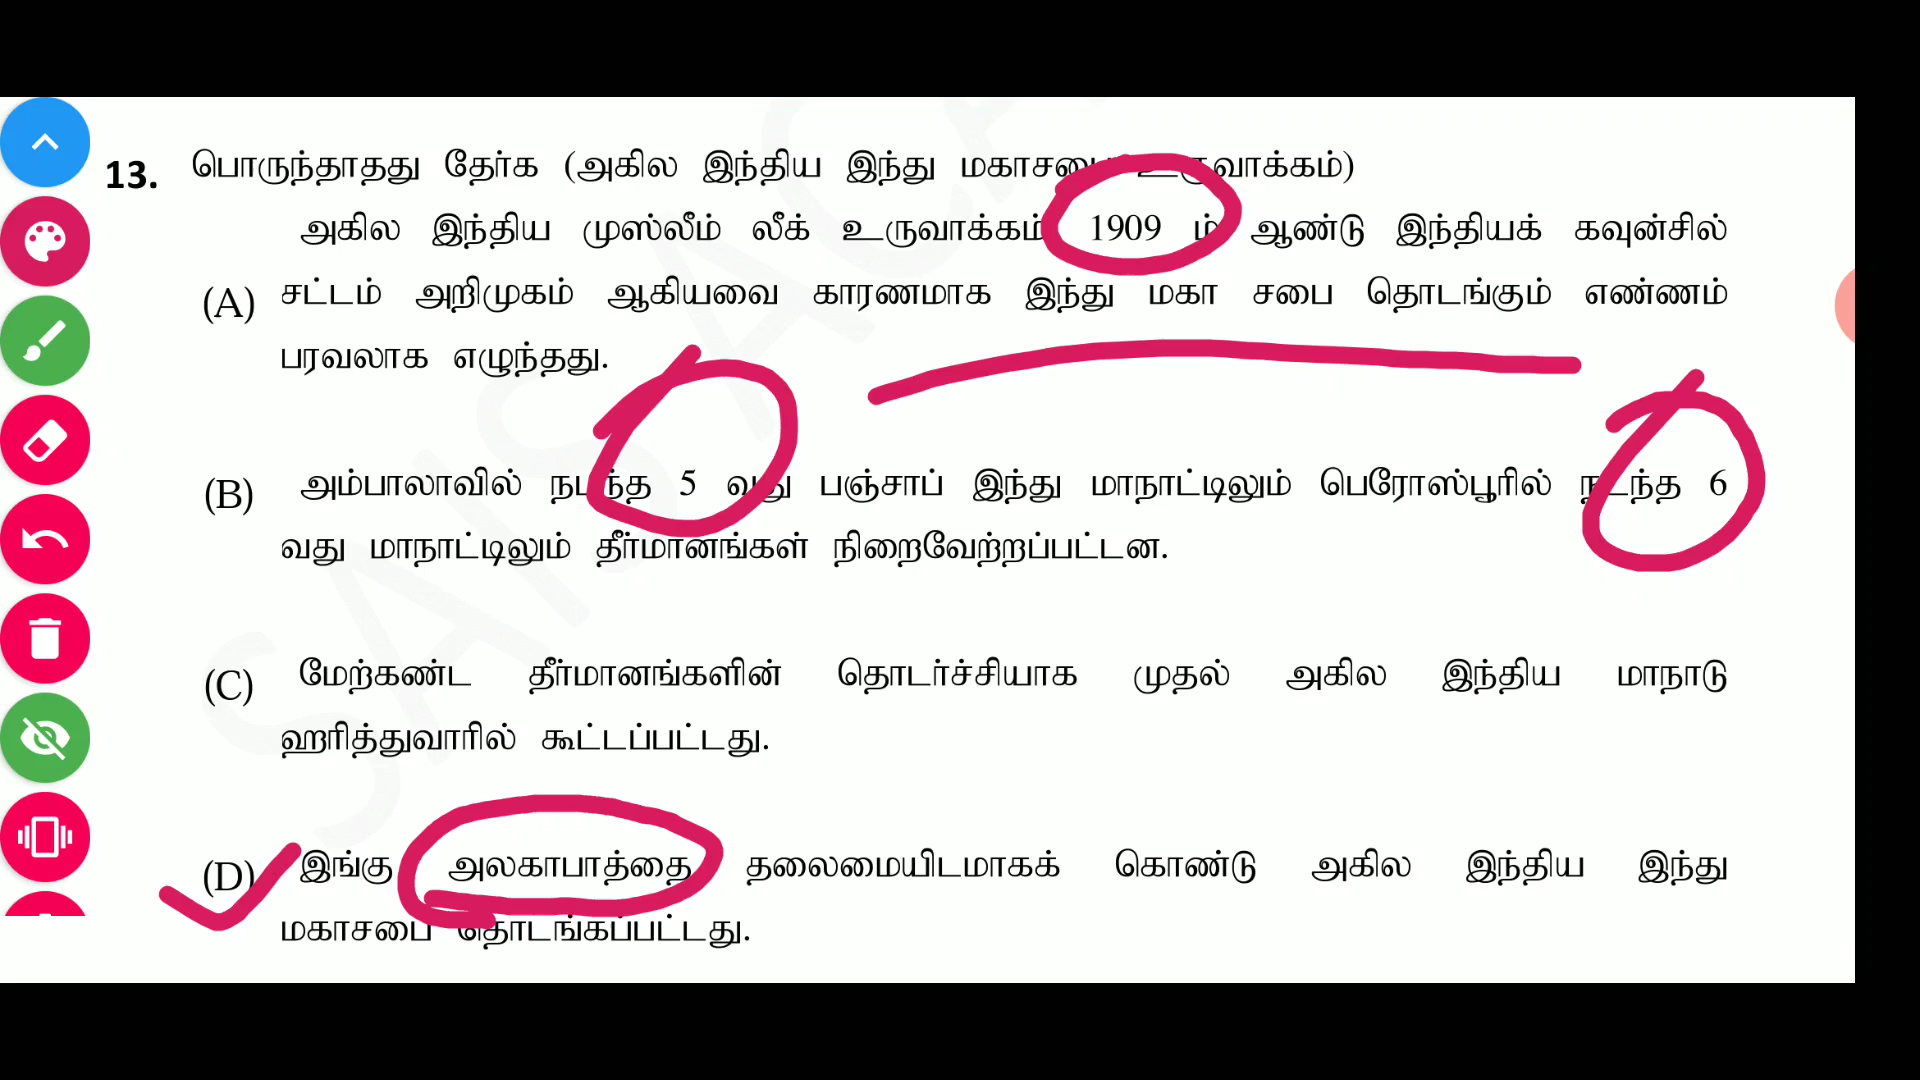 13. பொருந்தாதது தேர்க (அகில இந்திய இந்து மகாசபை உருவாக்கம்)
அகில இந்திய முஸ்லீம் லீக் உருவாக்கம் 1909 ம் ஆண்டு இந்தியக் கவுன்சில்
(A) சட்டம் அறிமுகம் ஆகியவை காரணமாக இந்து மகா சபை தொடங்கும் எண்ணம்
பரவலாக எழுந்தது.
(B) அம்பாலாவில் நடந்த 5 வது பஞ்சாப் இந்து மாநாட்டிலும் பெரோஸ்பூரில் நடந்த 6
வது மாநாட்டிலும் தீர்மானங்கள் நிறைவேற்றப்பட்டன.
(C) மேற்கண்ட தீர்மானங்களின் தொடர்ச்சியாக முதல் அகில இந்திய மாநாடு
ஹரித்துவாரில் கூட்டப்பட்டது.
(D) இங்கு அலகாபாத்தை தலைமையிடமாகக் கொண்டு அகில இந்திய இந்து
மகாசபை தொடங்கப்பட்டது.